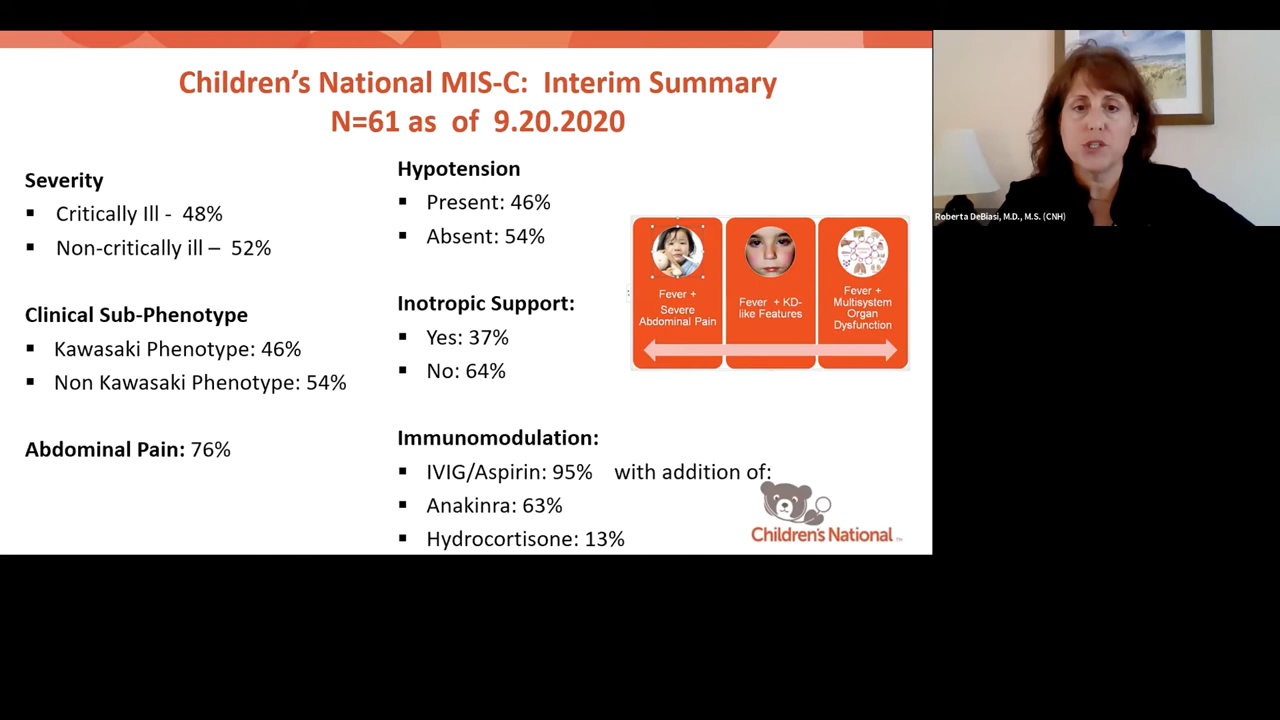 Children's National MIS-C: Interim Summary
N=61 as of 9.20.2020
Severity
▪ Critically Ill - 48%
▪ Non-critically ill – 52%
Clinical Sub-Phenotype
▪ Kawasaki Phenotype: 46%
▪ Non Kawasaki Phenotype: 54%
Abdominal Pain: 76%
Hypotension
▪ Present: 46%
▪ Absent: 54%
Inotropic Support:
▪ Yes: 37%
▪ No: 64%
Immunomodulation:
▪ IVIG/Aspirin: 95% with addition of:
▪ Anakinra: 63%
▪ Hydrocortisone: 13%
Fever +
Severe
Abdominal Pain
Fever + KD-
like Features
Fever +
Multisystem
Organ
Dysfunction
Children's National TM
Roberta DeBiasi, M.D., M.S. (CNH)